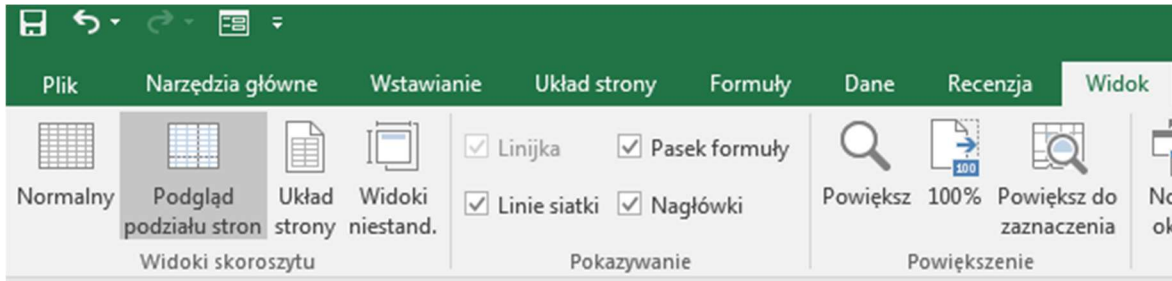 Plik Narzędzia główne Wstawianie Układ strony Formuły Dane Recenzja Widok
Linijka Pasek formuły
100
Normalny Podgląd Układ Widoki Linie siatki Nagłówki Powiększ 100% Powiększ do
podziału stron strony niestand. zaznaczenia
Widoki skoroszytu Pokazywanie Powiększenie